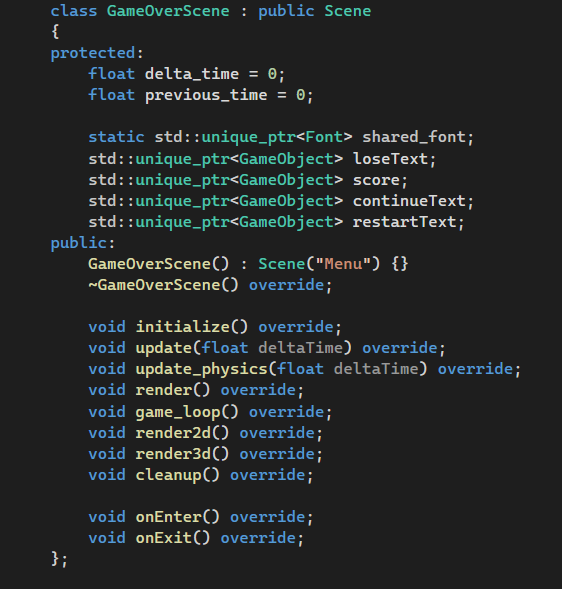 class GameOverScene : public Scene
{
protected:
    float delta_time = 0;
    float previous_time = 0;

    static std::unique_ptr<Font> shared_font;
    std::unique_ptr<GameObject> loseText;
    std::unique_ptr<GameObject> score;
    std::unique_ptr<GameObject> continueText;
    std::unique_ptr<GameObject> restartText;
public:
    GameOverScene() : Scene("Menu") {}
    ~GameOverScene() override;

    void initialize() override;
    void update(float deltaTime) override;
    void update_physics(float deltaTime) override;
    void render() override;
    void game_loop() override;
    void render2d() override;
    void render3d() override;
    void cleanup() override;

    void onEnter() override;
    void onExit() override;
};